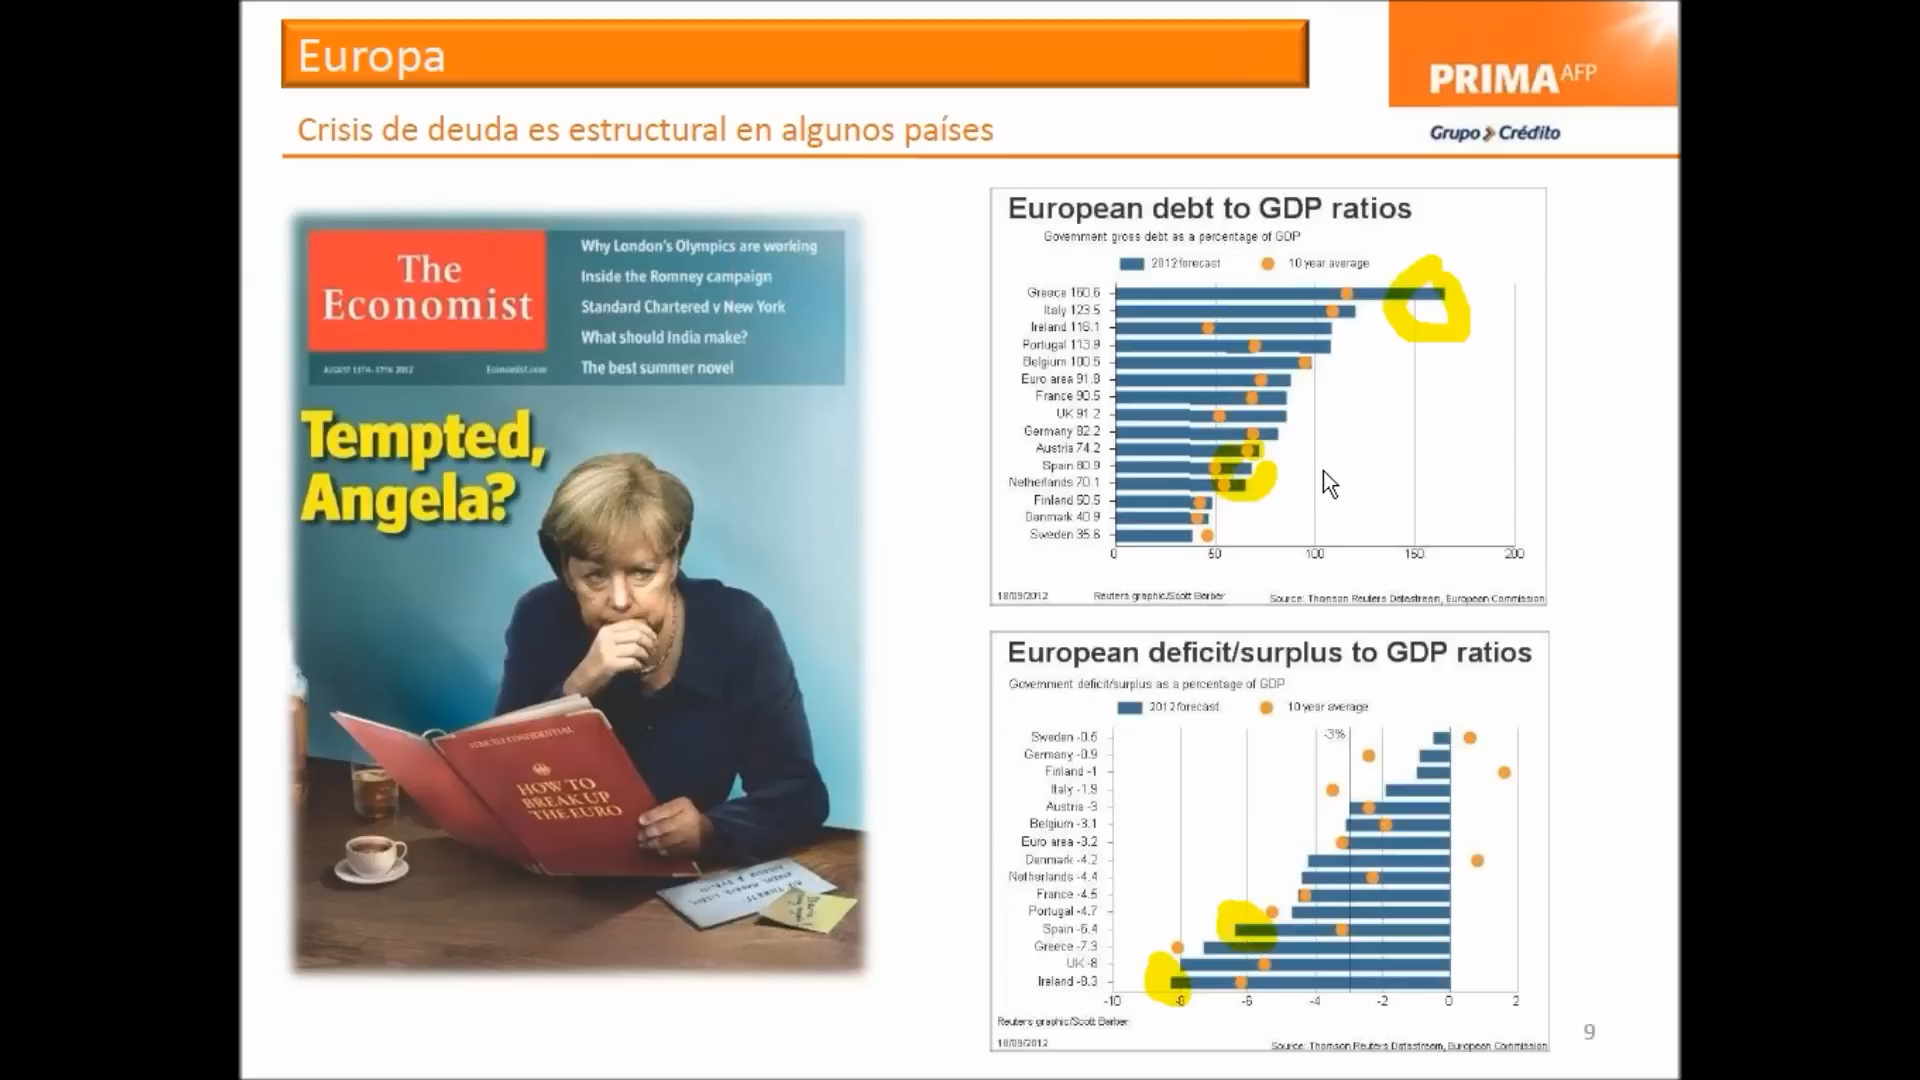 Europa
PRIMA AFP
Grupo Crédito
Crisis de deuda es estructural en algunos países
The
Economist
AUGUST 11TH-17TH 2012
Economist.com
Why London's Olympics are working
Inside the Romney campaign
Standard Chartered v New York
What should India make?
The best summer novel
Tempted,
Angela?
STRICTLY CONFIDENTIAL
HOW TO
BREAK UP
THE EURO
European debt to GDP ratios
Government gross debt as a percentage of GDP
2012 forecast
10 year average
Greece 160.6
Italy 123.5
Ireland 116.1
Portugal 113.9
Belgium 100.5
Euro area 91.8
France 90.5
UK 91.2
Germany 82.2
Austria 74.2
Spain 80.9
Netherlands 70.1
Finland 50.5
Denmark 40.9
Sweden 35.6
0 50 100 150 200
18/09/2012
Reuters graphic/Scott Barber
Source: Thomson Reuters Datastream, European Commission
European deficit/surplus to GDP ratios
Government deficit/surplus as a percentage of GDP
2012 forecast
10 year average
-3%
Sweden -0.5
Germany -0.9
Finland -1
Italy -1.9
Austria -3
Belgium -3.1
Euro area -3.2
Denmark -4.2
Netherlands -4.4
France -4.5
Portugal -4.7
Spain -6.4
Greece -7.3
UK -8
Ireland -8.3
-10 -8 -6 -4 -2 0 2
Reuters graphic/Scott Barber
18/09/2012
Source: Thomson Reuters Datastream, European Commission
9